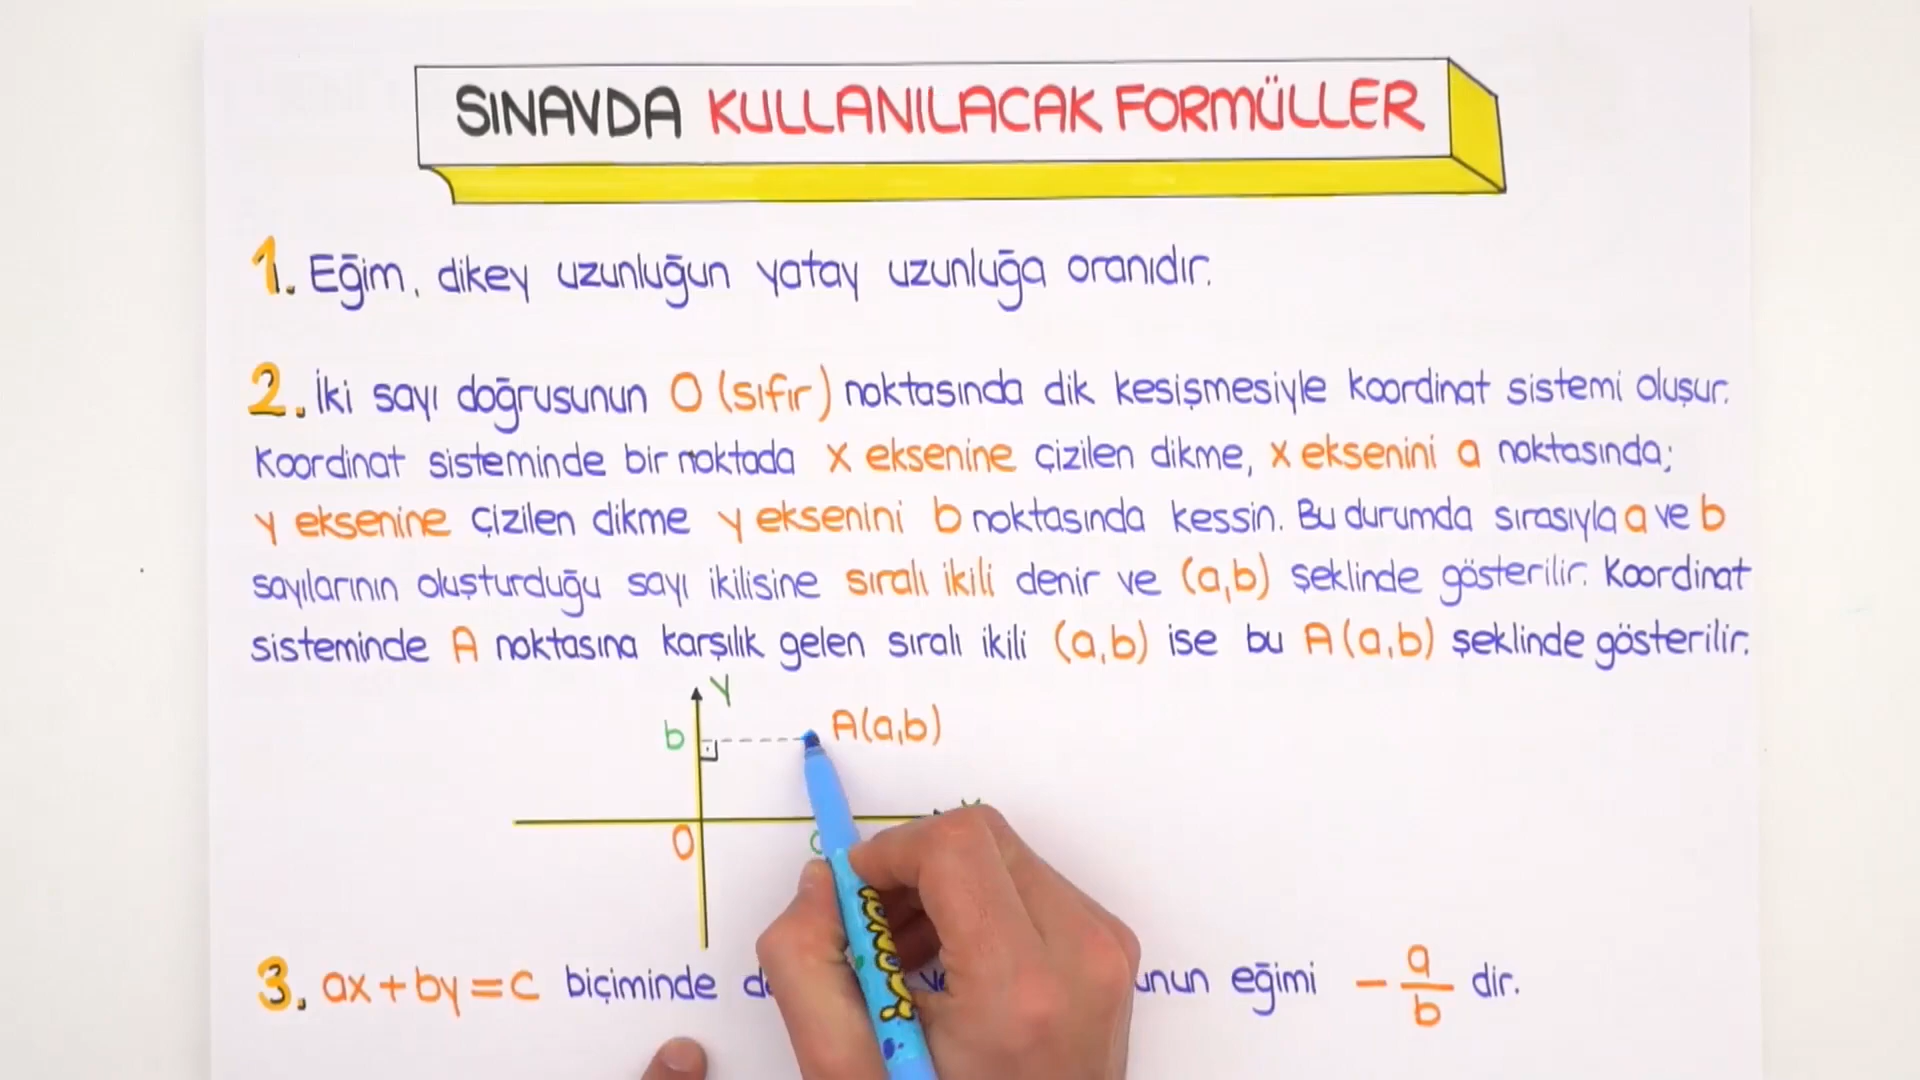 SINAVDA KULLANILACAK FORMÜLLER
1. Eğim, dikey uzunluğun yatay uzunluğa oranıdır.
2. İki sayı doğrusunun O (sıfır) noktasında dik kesişmesiyle koordinat sistemi oluşur.
Koordinat sisteminde bir noktada x eksenine çizilen dikme, x eksenini a noktasında;
y eksenine çizilen dikme y eksenini b noktasında kessin. Bu durumda sırasıyla a ve b
sayılarının oluşturduğu sayı ikilisine sıralı ikili denir ve (a,b) şeklinde gösterilir. Koordinat
sisteminde A noktasına karşılık gelen sıralı ikili (a,b) ise bu A(a,b) şeklinde gösterilir.
y
b
A(a,b)
O
3. ax+by=c biçiminde eğimi -a/b dir.